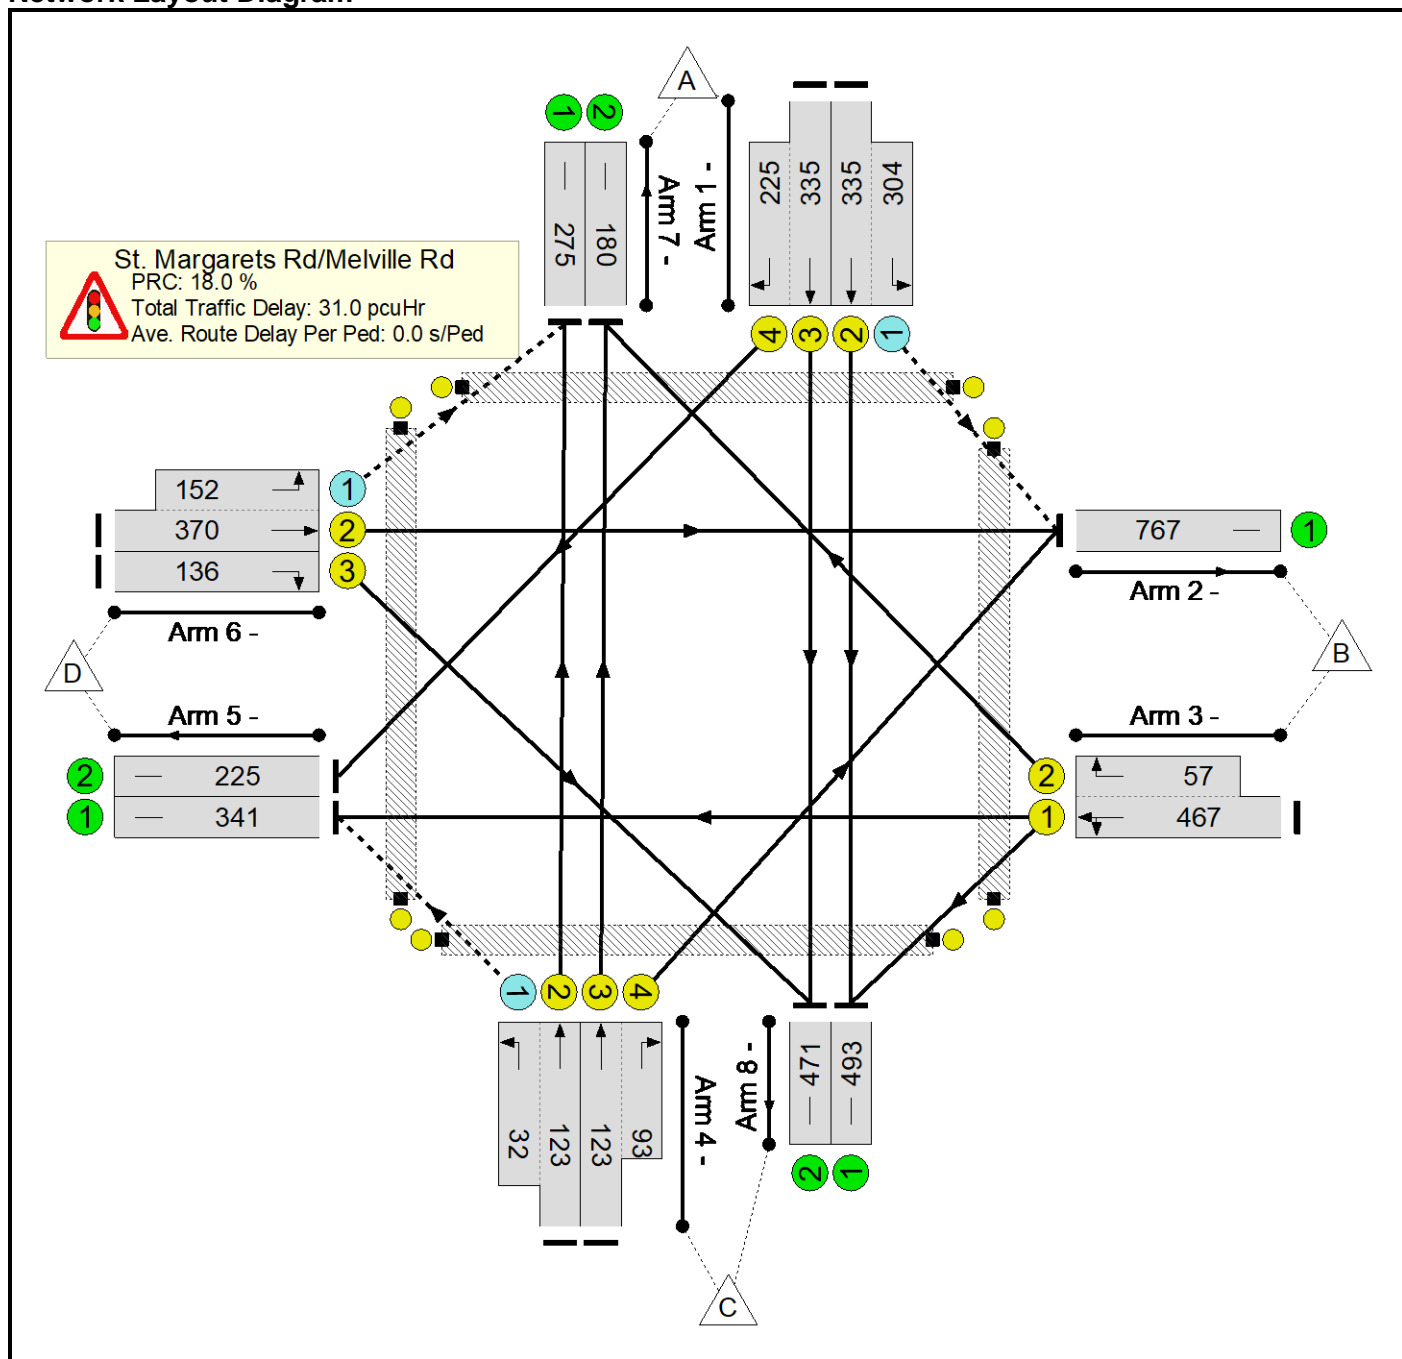 Network Layout Diagram
A
1
2
275
180
Arm 7 -
Arm 1 -
225
335
335
304
4
3
2
1
St. Margarets Rd/Melville Rd
PRC: 18.0 %
Total Traffic Delay: 31.0 pcuHr
Ave. Route Delay Per Ped: 0.0 s/Ped
152
1
370
2
136
3
Arm 6 -
D
Arm 5 -
2
225
1
341
767
1
Arm 2 -
B
Arm 3 -
2
57
1
467
1
2
3
4
32
123
123
93
Arm 4 -
Arm 8 -
471
493
2
1
C